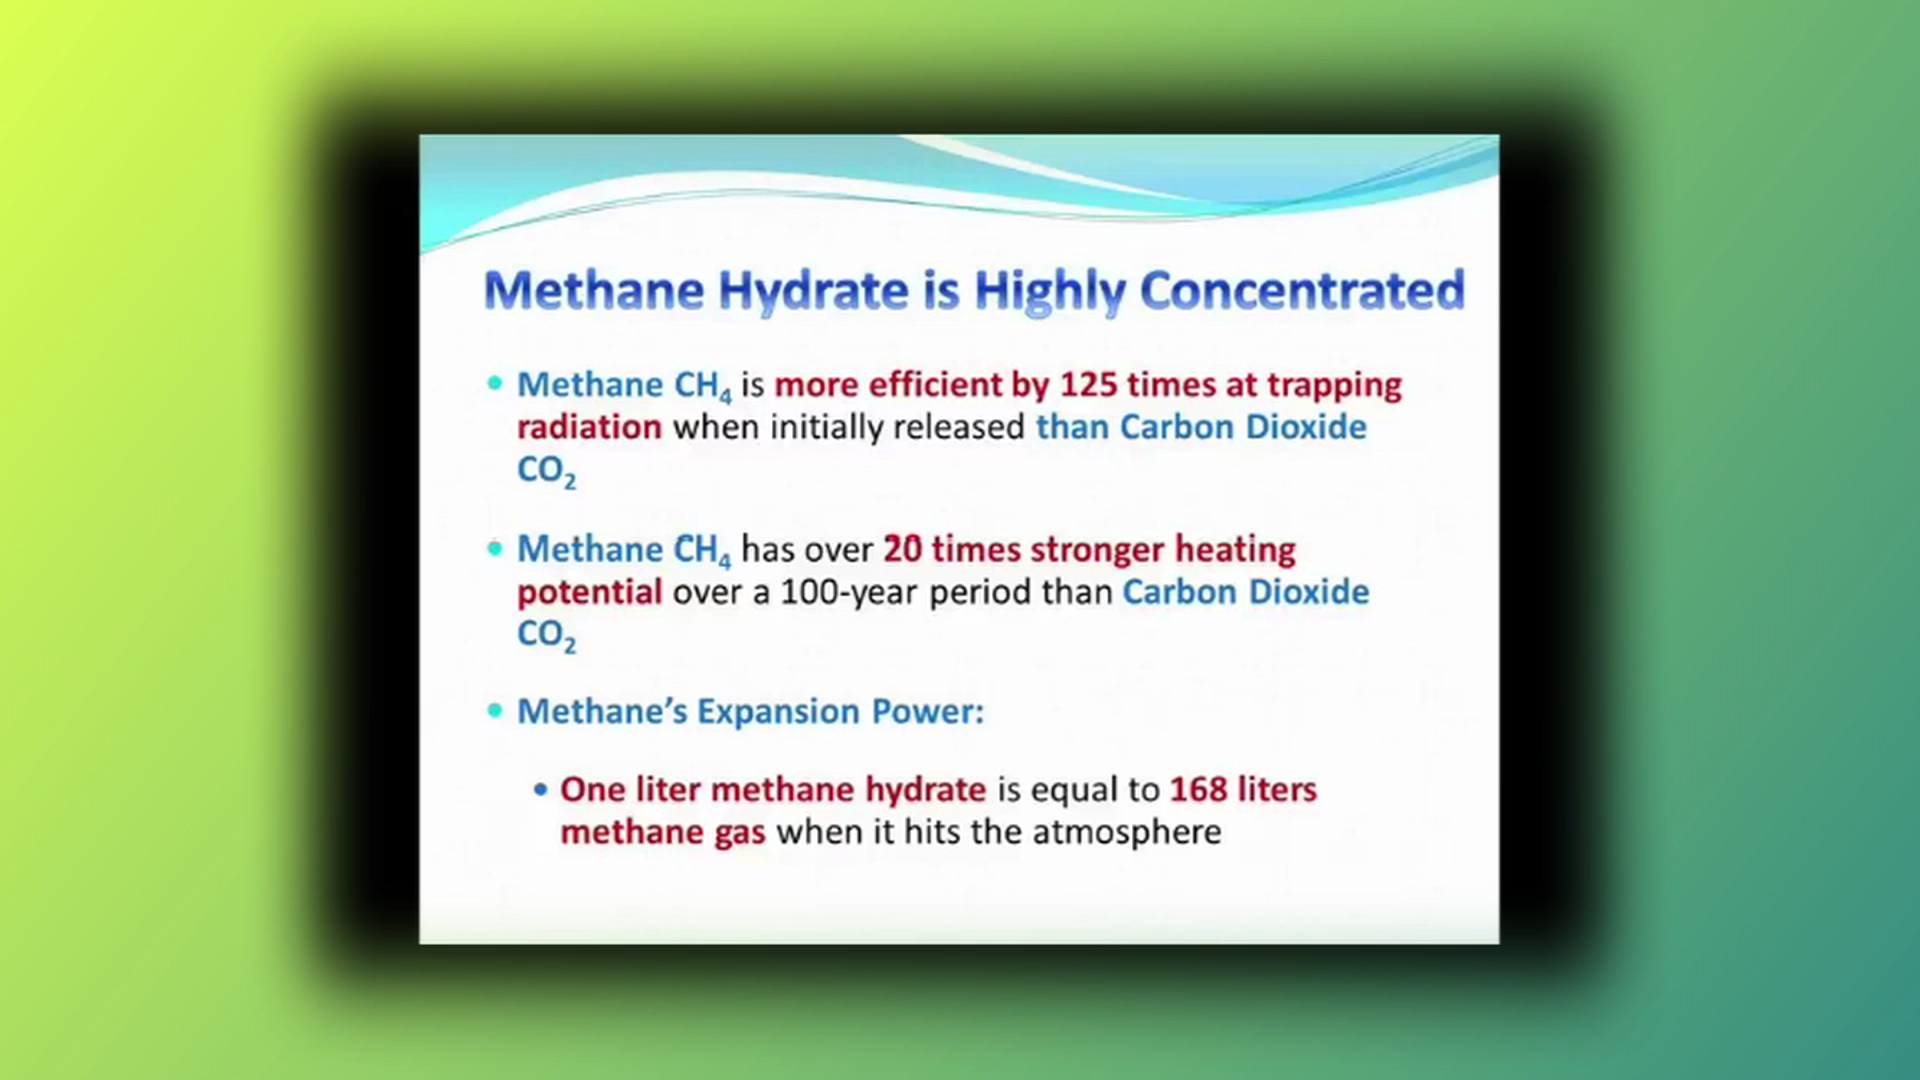 Methane Hydrate is Highly Concentrated
• Methane CH₄ is more efficient by 125 times at trapping
radiation when initially released than Carbon Dioxide
CO₂
• Methane CH₄ has over 20 times stronger heating
potential over a 100-year period than Carbon Dioxide
CO₂
• Methane’s Expansion Power:
• One liter methane hydrate is equal to 168 liters
methane gas when it hits the atmosphere